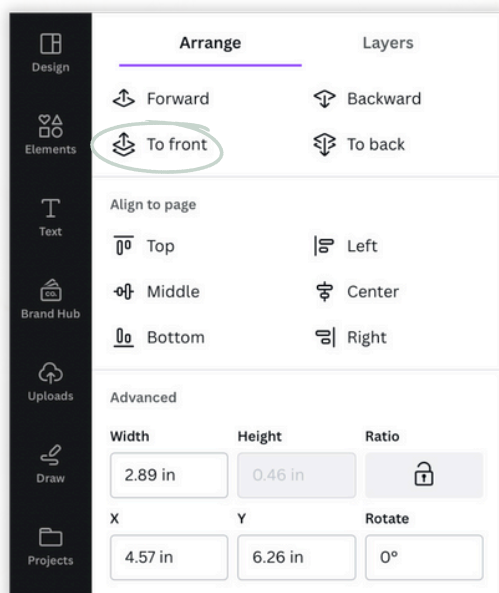 Design
Elements
Text
CO.
Brand Hub
Uploads
Draw
Projects
Arrange Layers
Forward Backward
To front To back
Align to page
Top Left
Middle Center
Bottom Right
Advanced
Width Height Ratio
2.89 in 0.46 in
X Y Rotate
4.57 in 6.26 in 0°